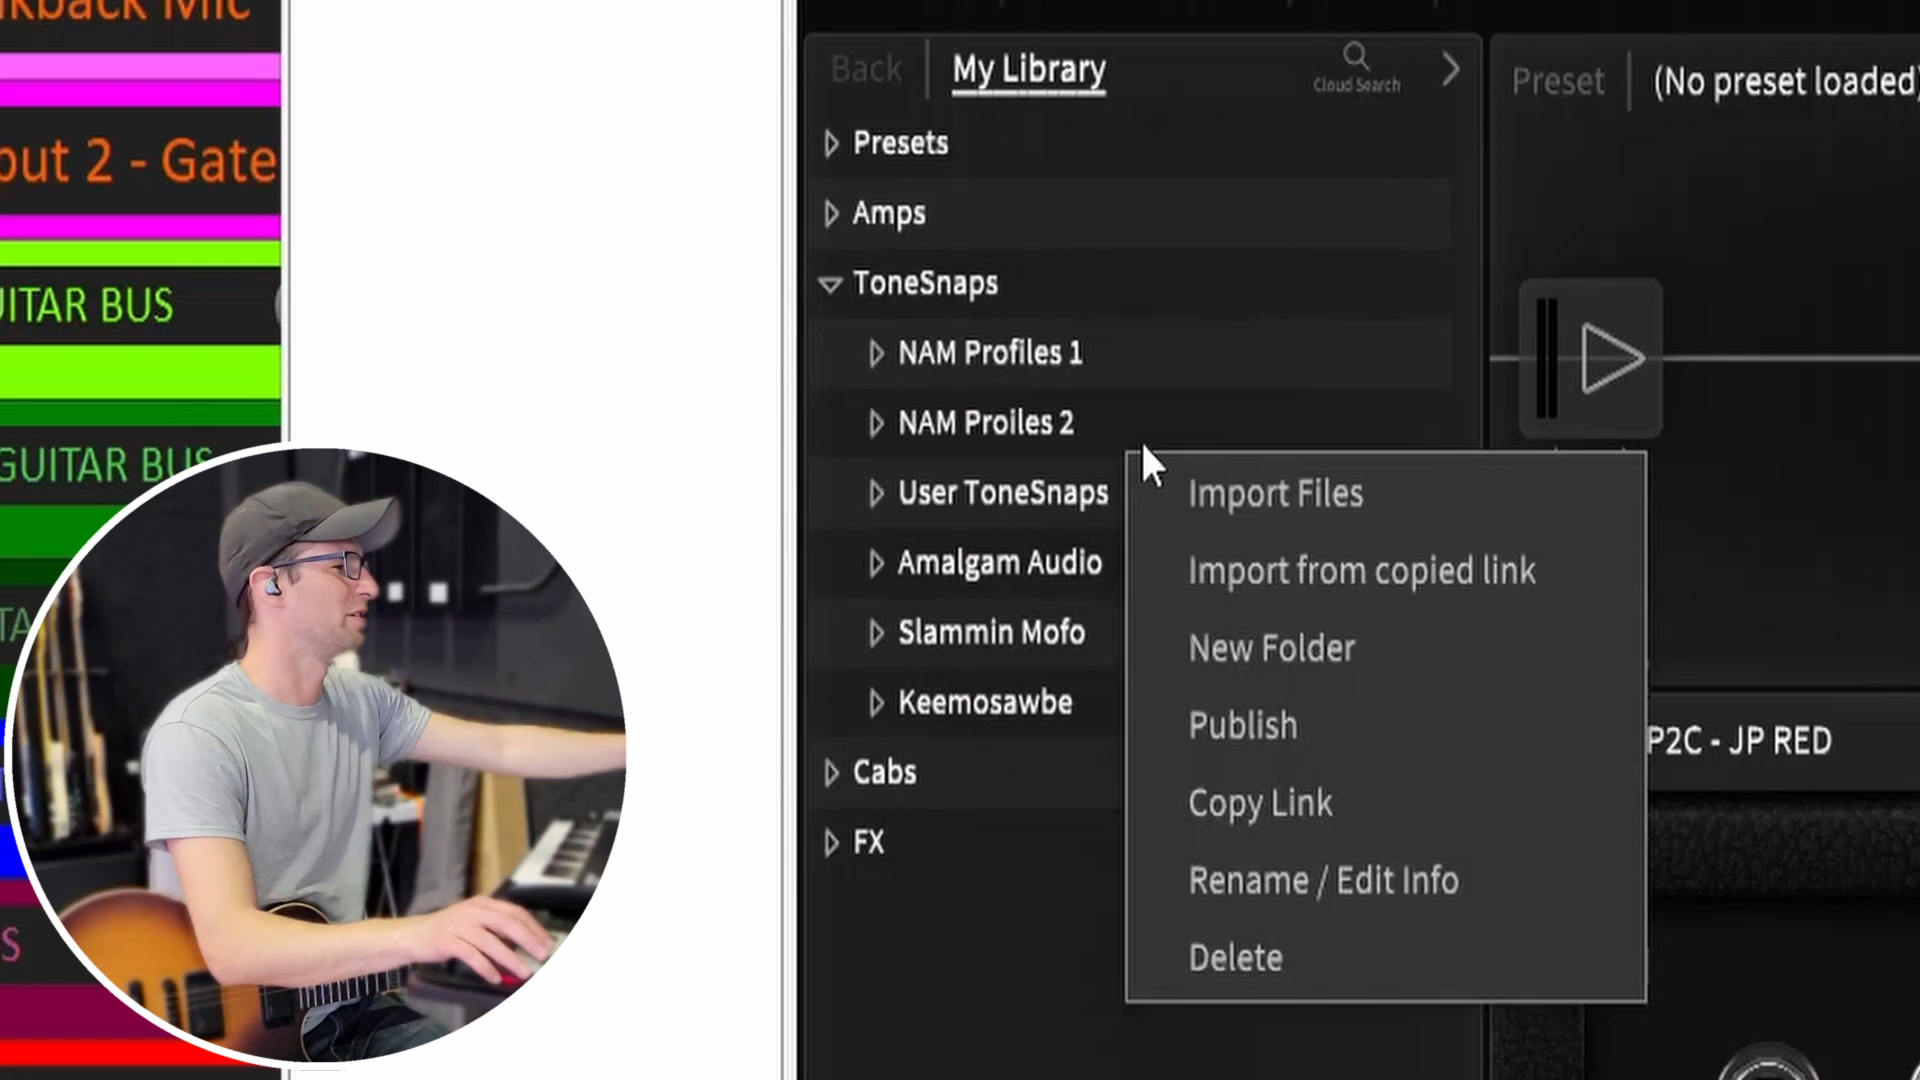 kback Mic
out 2 - Gate
UITAR BUS
GUITAR BUS
TA
S
Back
My Library
Cloud Search
Presets
Amps
ToneSnaps
NAM Profiles 1
NAM Proiles 2
User ToneSnaps
Amalgam Audio
Slammin Mofo
Keemosawbe
Cabs
FX
Import Files
Import from copied link
New Folder
Publish
Copy Link
Rename / Edit Info
Delete
Preset
(No preset loaded)
P2C - JP RED